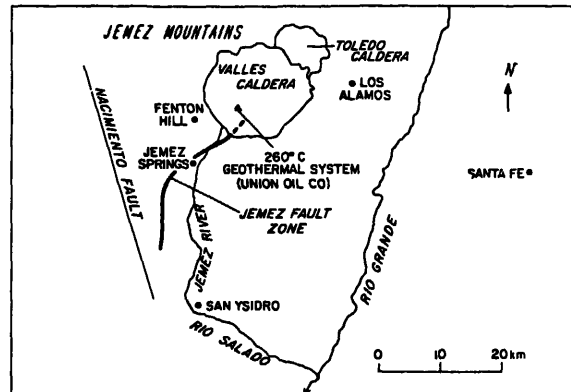 JEMEZ MOUNTAINS
TOLEDO
CALDERA
VALLES
CALDERA
LOS
ALAMOS
N
NACIMIENTO FAULT
FENTON
HILL
JEMEZ
SPRINGS
260°C
GEOTHERMAL SYSTEM
(UNION OIL CO)
SANTA FE
JEMEZ FAULT
ZONE
JEMEZ RIVER
RIO GRANDE
SAN YSIDRO
RIO SALADO
0 10 20 km